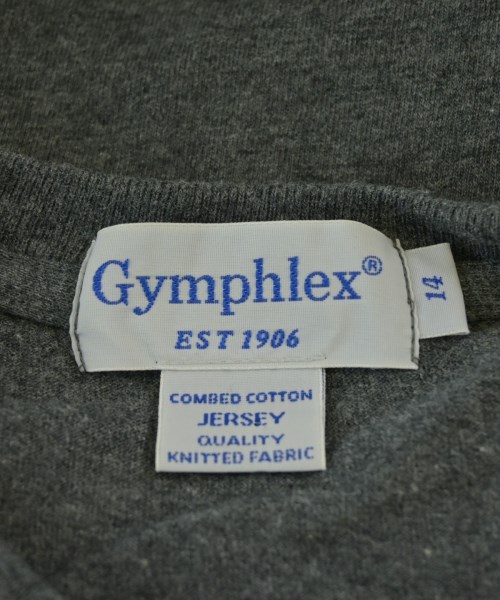 Gymphlex®
EST 1906
14
COMBED COTTON
JERSEY
QUALITY
KNITTED FABRIC